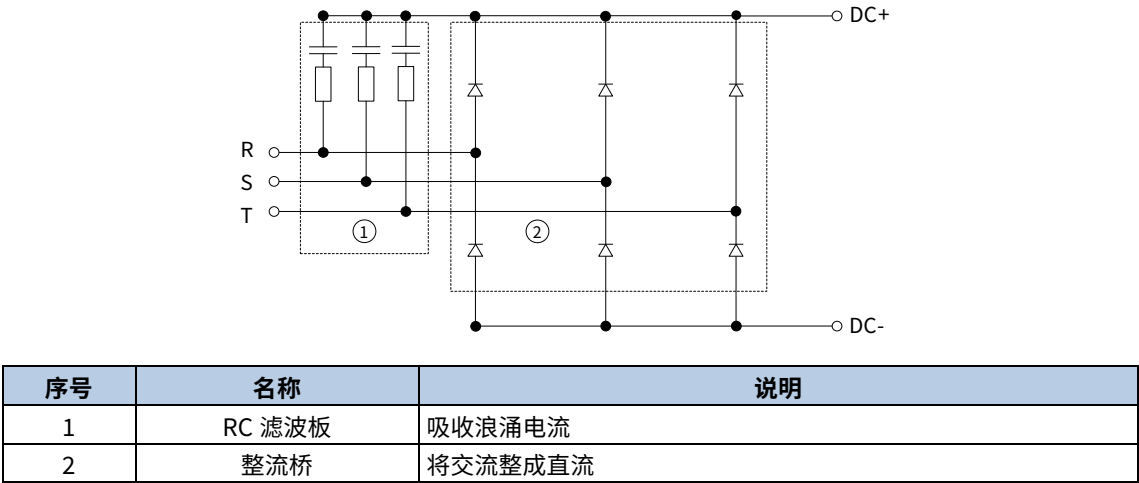 DC+
R
S
T
①
②
DC-
序号 名称 说明
1 RC 滤波板 吸收浪涌电流
2 整流桥 将交流整成直流